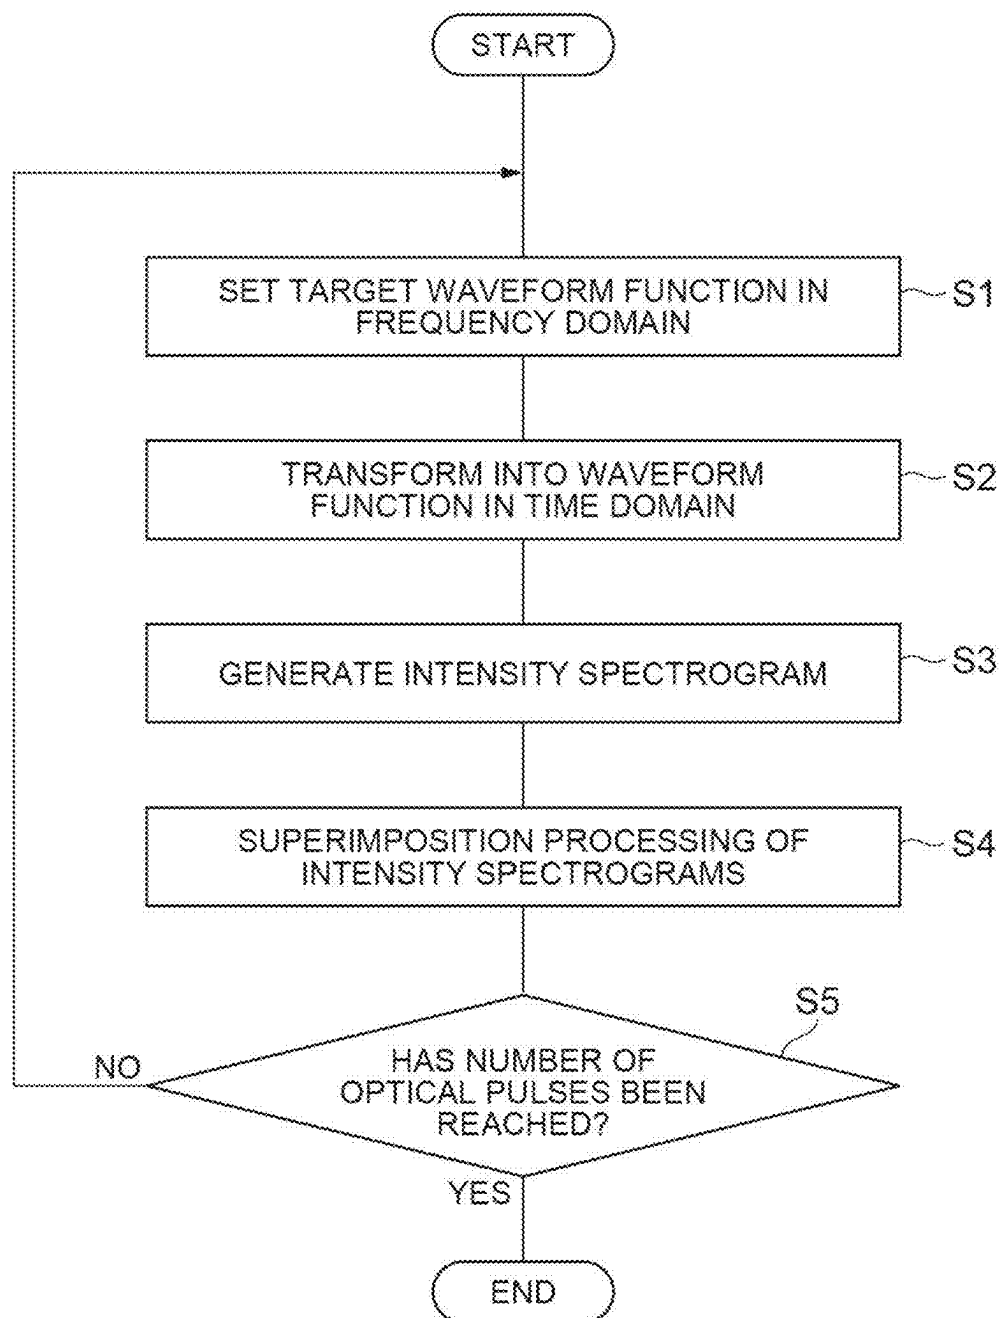 START
SET TARGET WAVEFORM FUNCTION IN
FREQUENCY DOMAIN
S1
TRANSFORM INTO WAVEFORM
FUNCTION IN TIME DOMAIN
S2
GENERATE INTENSITY SPECTROGRAM
S3
SUPERIMPOSITION PROCESSING OF
INTENSITY SPECTROGRAMS
S4
S5
HAS NUMBER OF
OPTICAL PULSES BEEN
REACHED?
NO
YES
END